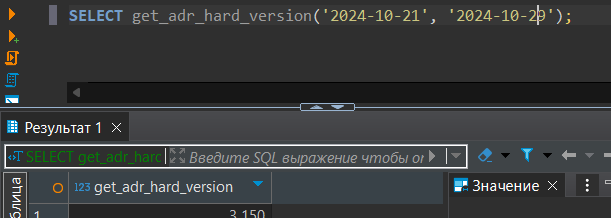 SELECT get_adr_hard_version('2024-10-21', '2024-10-29');
Результат 1
SELECT get_adr_hard Введите SQL выражение чтобы от
123 get_adr_hard_version
Значение
1
3 150